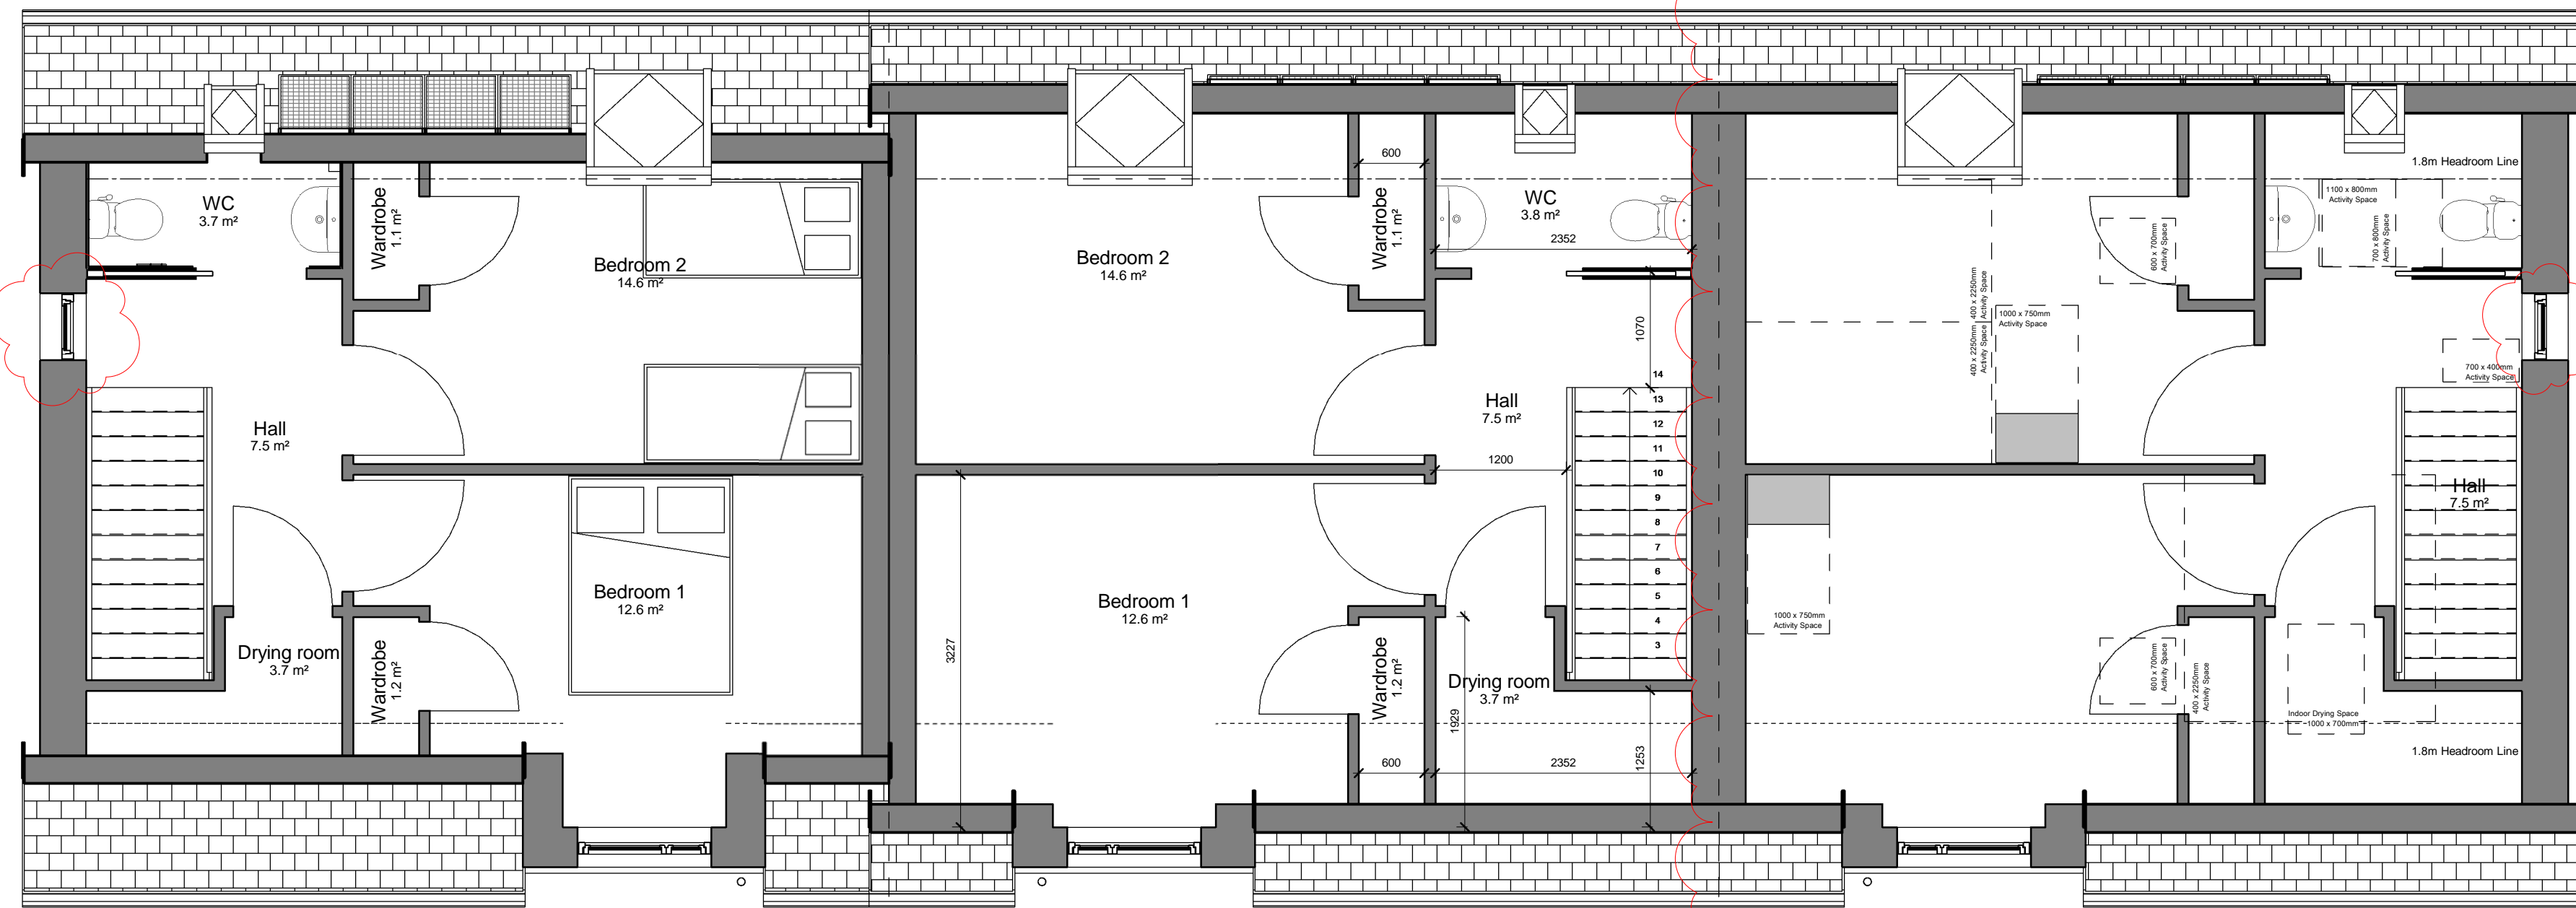 WC
3.7 m²
Wardrobe
1.1 m²
Bedroom 2
14.6 m²
Hall
7.5 m²
Bedroom 1
12.6 m²
Drying room
3.7 m²
Wardrobe
1.2 m²
Bedroom 2
14.6 m²
600
Wardrobe
1.1 m²
WC
3.8 m²
2352
1070
Hall
7.5 m²
1200
14
13
12
11
10
9
8
7
6
5
4
3
Bedroom 1
12.6 m²
3227
Wardrobe
1.2 m²
Drying room
3.7 m²
1929
1253
600
2352
1.8m Headroom Line
1100 x 800mm
Activity Space
700 x 800mm
Activity Space
600 x 700mm
Activity Space
400 x 2250mm
Activity Space
400 x 2250mm
Activity Space
1000 x 750mm
Activity Space
700 x 400mm
Activity Space
Hall
7.5 m²
1000 x 750mm
Activity Space
600 x 700mm
Activity Space
400 x 2250mm
Activity Space
Indoor Drying Space
1000 x 700mm
1.8m Headroom Line